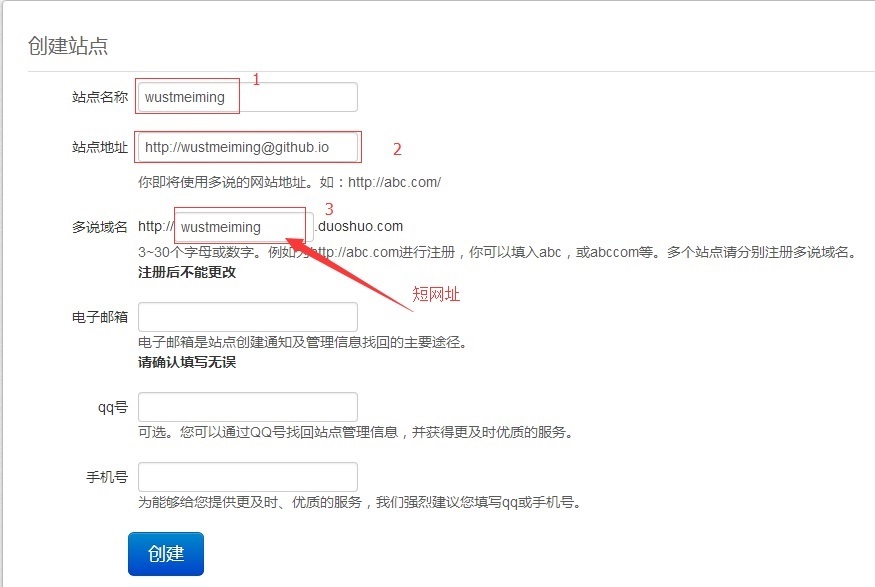 创建站点
站点名称 wustmeiming 1
站点地址 http://wustmeiming@github.io 2
你即将使用多说的网站地址。如：http://abc.com/
3
多说域名 http:// wustmeiming .duoshuo.com
3~30个字母或数字。例如为http://abc.com进行注册，你可以填入abc，或abccom等。多个站点请分别注册多说域名。
注册后不能更改
短网址
电子邮箱
电子邮箱是站点创建通知及管理信息找回的主要途径。
请确认填写无误
qq号
可选。您可以通过QQ号找回站点管理信息，并获得更及时优质的服务。
手机号
为能够给您提供更及时、优质的服务，我们强烈建议您填写qq或手机号。
创建